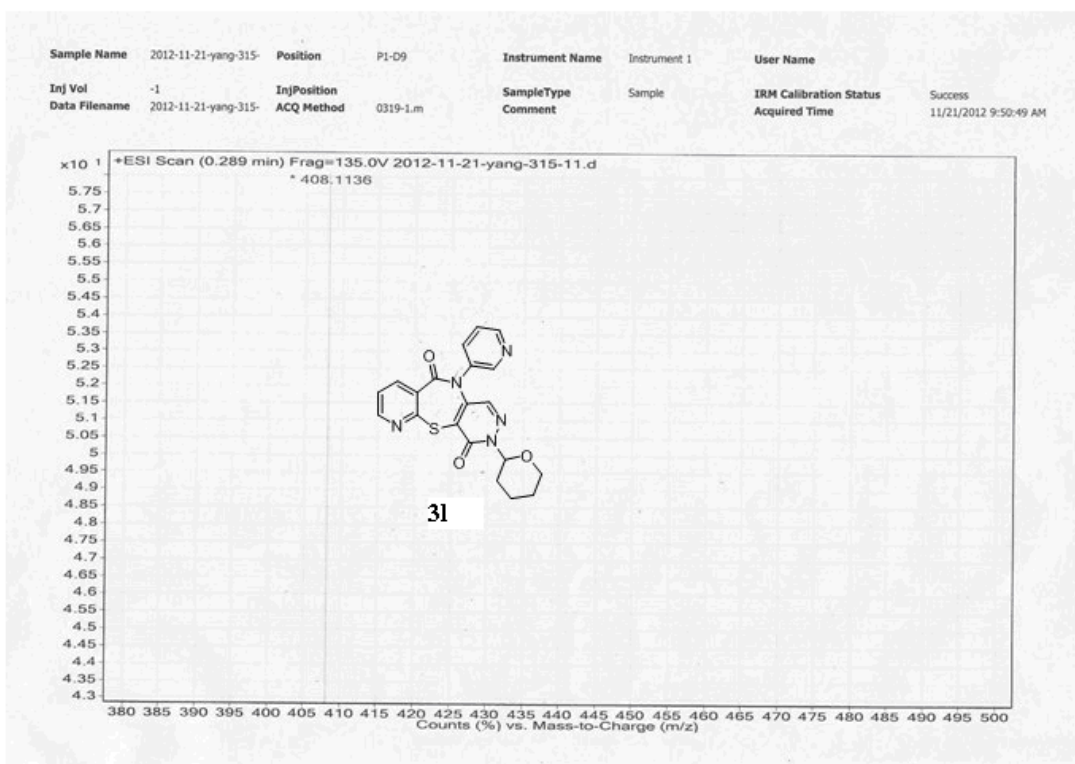 Sample Name 2012-11-21-yang-315- Position P1-D9 Instrument Name Instrument 1 User Name
Inj Vol -1 InjPosition SampleType Sample IRM Calibration Status Success
Data Filename 2012-11-21-yang-315- ACQ Method 0319-1.m Comment Acquired Time 11/21/2012 9:50:49 AM
x10 1
+ESI Scan (0.289 min) Frag=135.0V 2012-11-21-yang-315-11.d
* 408.1136
5.75
5.7
5.65
5.6
5.55
5.5
5.45
5.4
5.35
5.3
5.25
5.2
5.15
5.1
5.05
5
4.95
4.9
4.85
4.8
4.75
4.7
4.65
4.6
4.55
4.5
4.45
4.4
4.35
4.3
O
N
N
N
N
S
N
O
O
3l
380 385 390 395 400 405 410 415 420 425 430 435 440 445 450 455 460 465 470 475 480 485 490 495 500
Counts (%) vs. Mass-to-Charge (m/z)